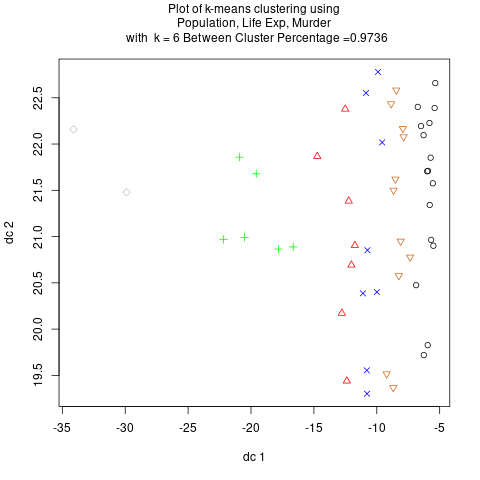 Plot of k-means clustering using
Population, Life Exp, Murder
with k = 6 Between Cluster Percentage =0.9736
dc 2
22.5
22.0
21.5
21.0
20.5
20.0
19.5
-35 -30 -25 -20 -15 -10 -5
dc 1